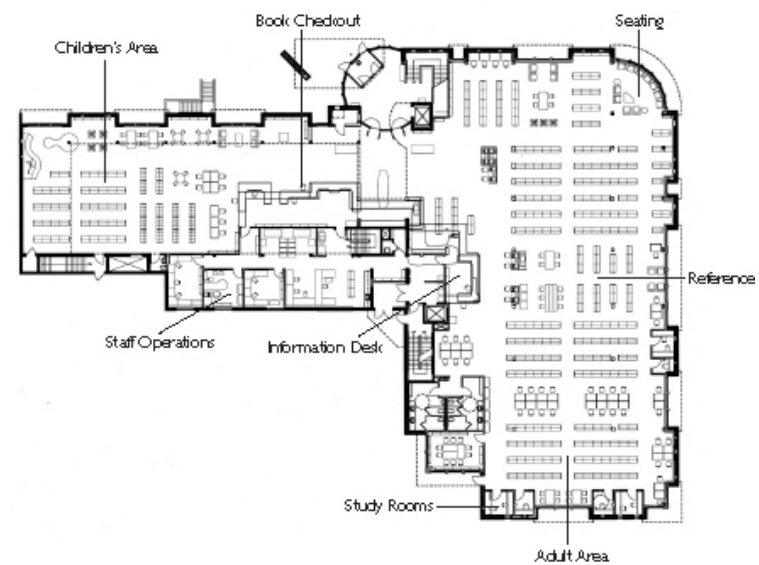 Book Checkout
Seating
Children's Area
Reference
Staff Operations
Information Desk
Study Rooms
Adult Area